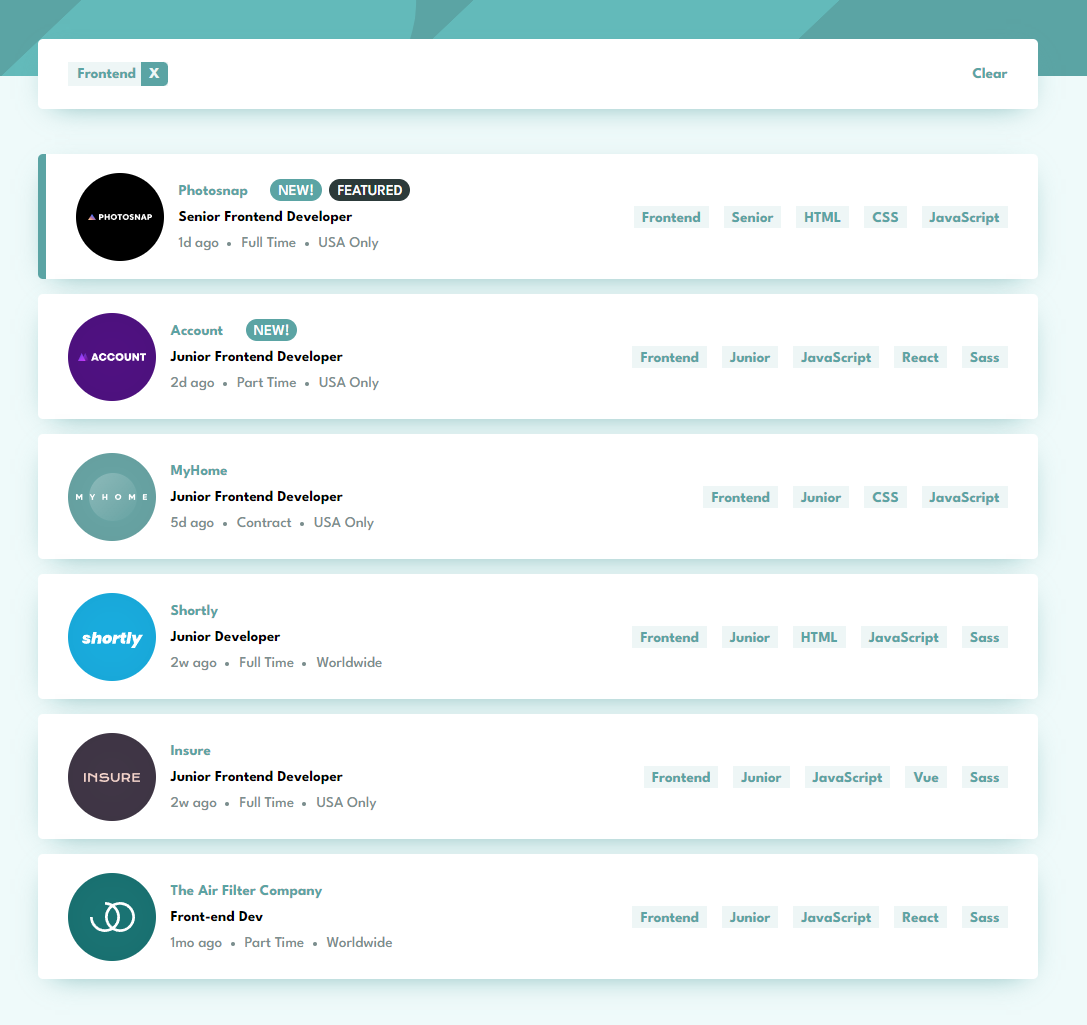 Frontend X Clear
PHOTOSNAP
Photosnap NEW! FEATURED
Senior Frontend Developer
1d ago • Full Time • USA Only
Frontend Senior HTML CSS JavaScript
ACCOUNT
Account NEW!
Junior Frontend Developer
2d ago • Part Time • USA Only
Frontend Junior JavaScript React Sass
MYHOME
MyHome
Junior Frontend Developer
5d ago • Contract • USA Only
Frontend Junior CSS JavaScript
shortly
Shortly
Junior Developer
2w ago • Full Time • Worldwide
Frontend Junior HTML JavaScript Sass
INSURE
Insure
Junior Frontend Developer
2w ago • Full Time • USA Only
Frontend Junior JavaScript Vue Sass
The Air Filter Company
Front-end Dev
1mo ago • Part Time • Worldwide
Frontend Junior JavaScript React Sass